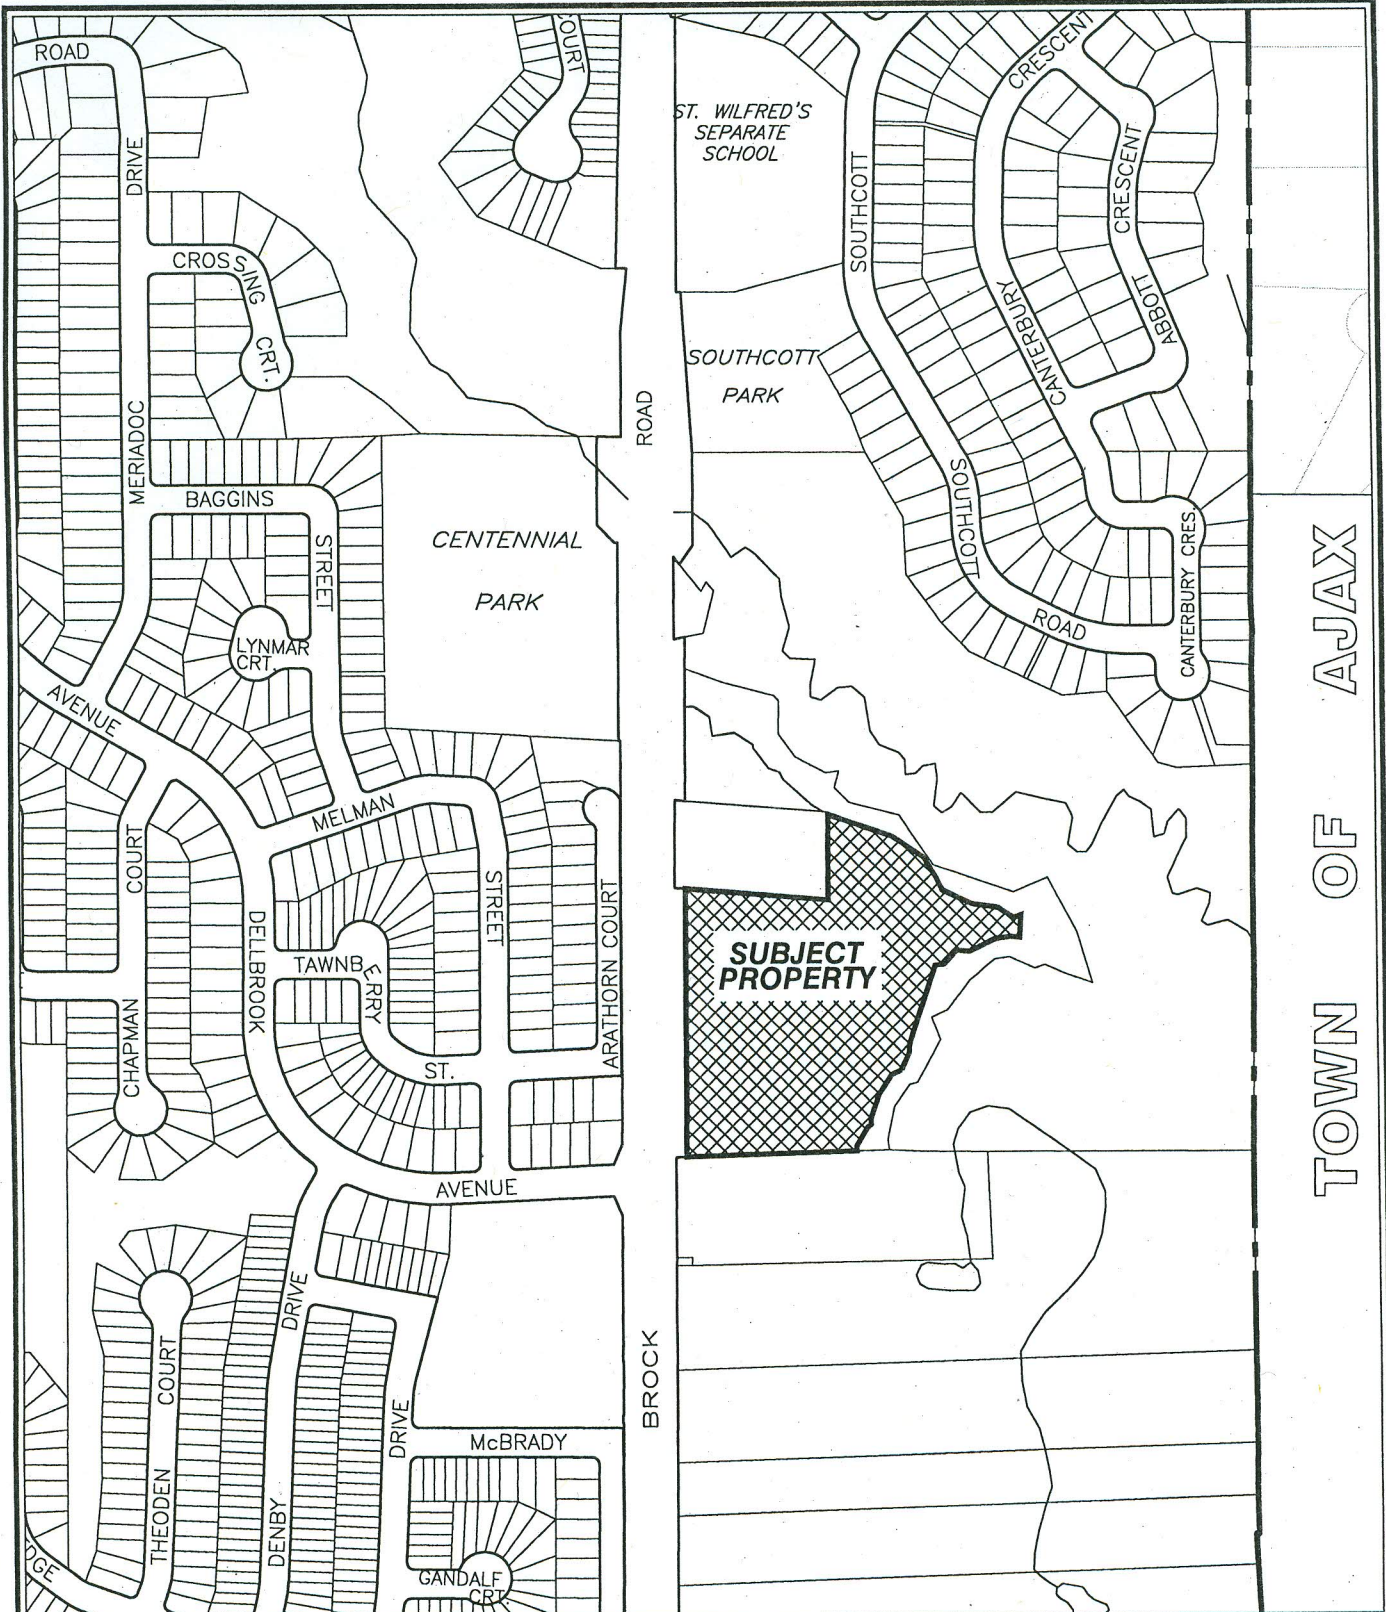 ROAD
DRIVE
COURT
ST. WILFRED'S
SEPARATE
SCHOOL
CRESCENT
CRESCENT
SOUTHCOTT
CROSSING
CRT.
CANTERBURY
ABBOTT
SOUTHCOTT
PARK
ROAD
MERIADOC
BAGGINS
STREET
CENTENNIAL
PARK
SOUTHCOTT
ROAD
CANTERBURY CRES.
LYNMAR
CRT.
AVENUE
MELMAN
STREET
COURT
CHAPMAN
DELLBROOK
TAWNBERRY
ST.
ARATHORN COURT
SUBJECT
PROPERTY
TOWN OF AJAX
AVENUE
DRIVE
COURT
THEODEN
DENBY
DRIVE
BROCK
McBRADY
GANDALF
CRT.